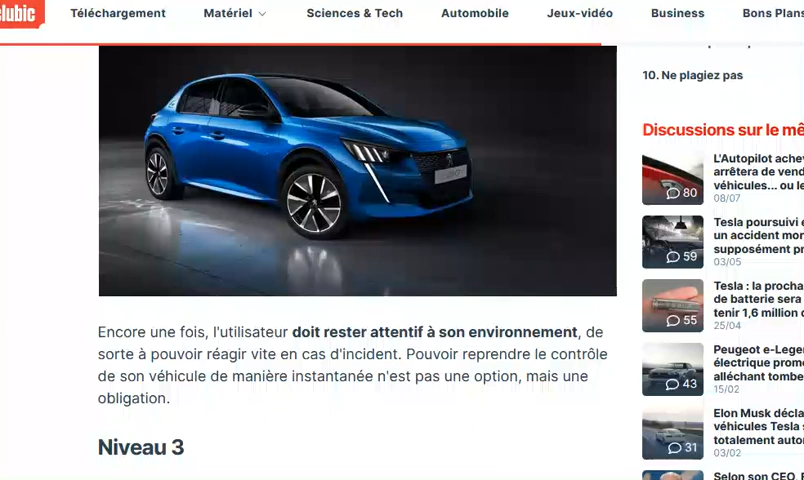 Téléchargement
Matériel
Sciences & Tech
Automobile
Jeux-vidéo
Business
Bon Plans
10. Ne plagiez pas
Discussions sur le mê
L'Autopilot achev
arrêtera de vend
véhicules... ou le
80
08/07
Tesla poursuivi e
un accident mor
supposément pr
59
03/05
Tesla : la procha
de batterie sera
tenir 1,6 million d
55
25/04
Peugeot e-Leger
électrique prome
alléchant tombe
43
15/02
Elon Musk décla
véhicules Tesla s
totalement auto
31
03/02
Selon son CEO, F
Encore une fois, l'utilisateur doit rester attentif à son environnement, de
sorte à pouvoir réagir vite en cas d'incident. Pouvoir reprendre le contrôle
de son véhicule de manière instantanée n'est pas une option, mais une
obligation.
Niveau 3